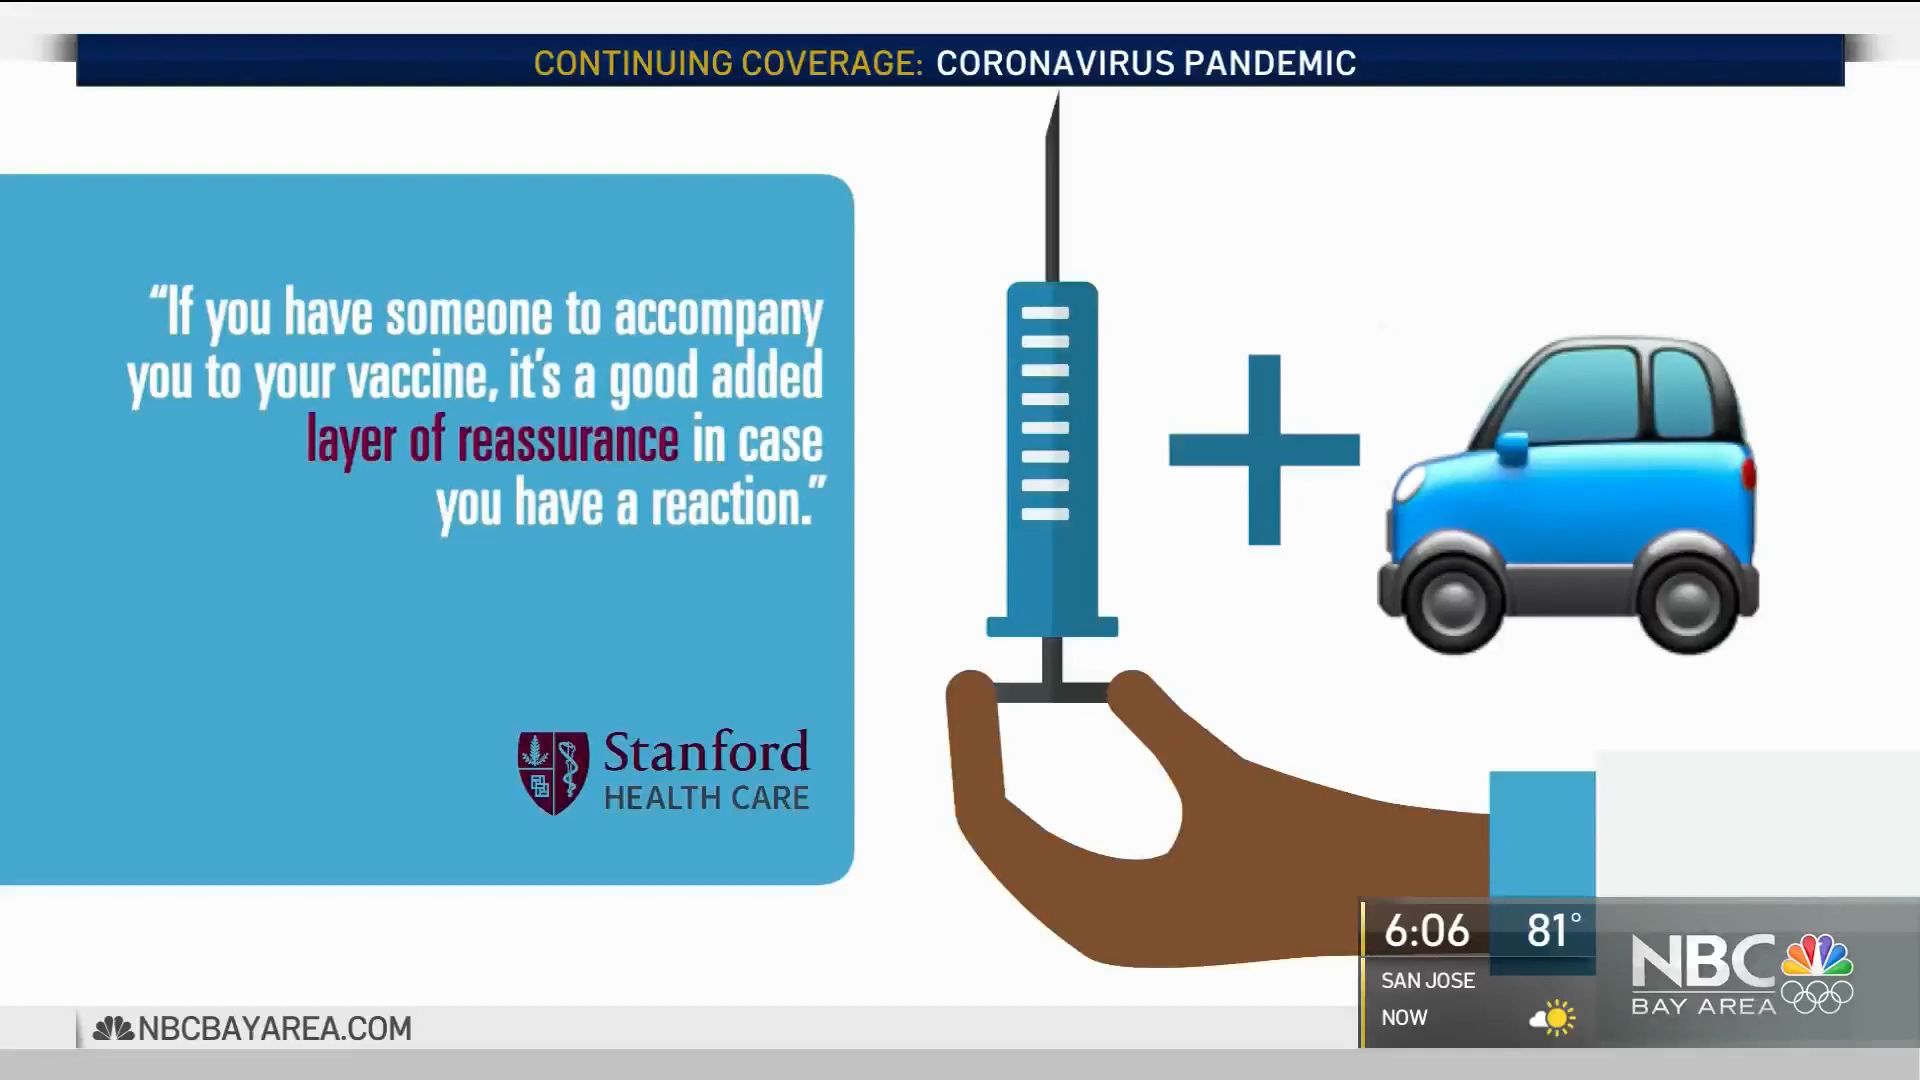 CONTINUING COVERAGE: CORONAVIRUS PANDEMIC
“If you have someone to accompany
you to your vaccine, it’s a good added
layer of reassurance in case
you have a reaction.”
Stanford
HEALTH CARE
6:06 81°
SAN JOSE
NOW
NBC
BAY AREA
NBCBAYAREA.COM